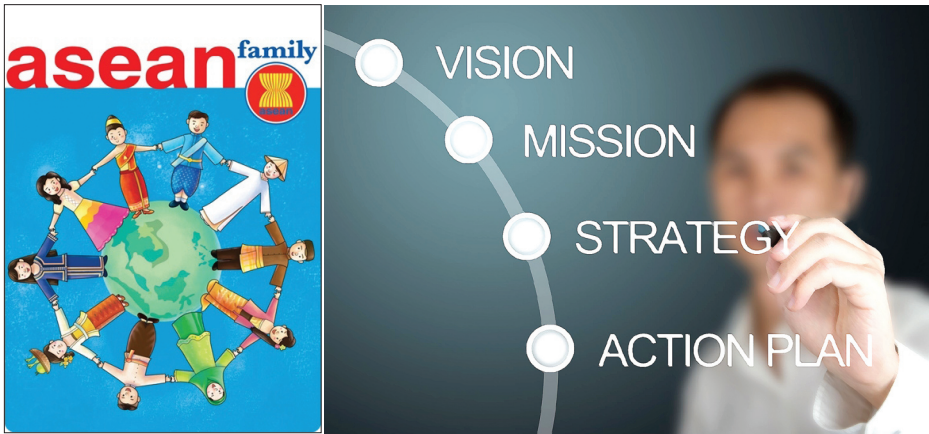 asean family
VISION
MISSION
STRATEGY
ACTION PLAN